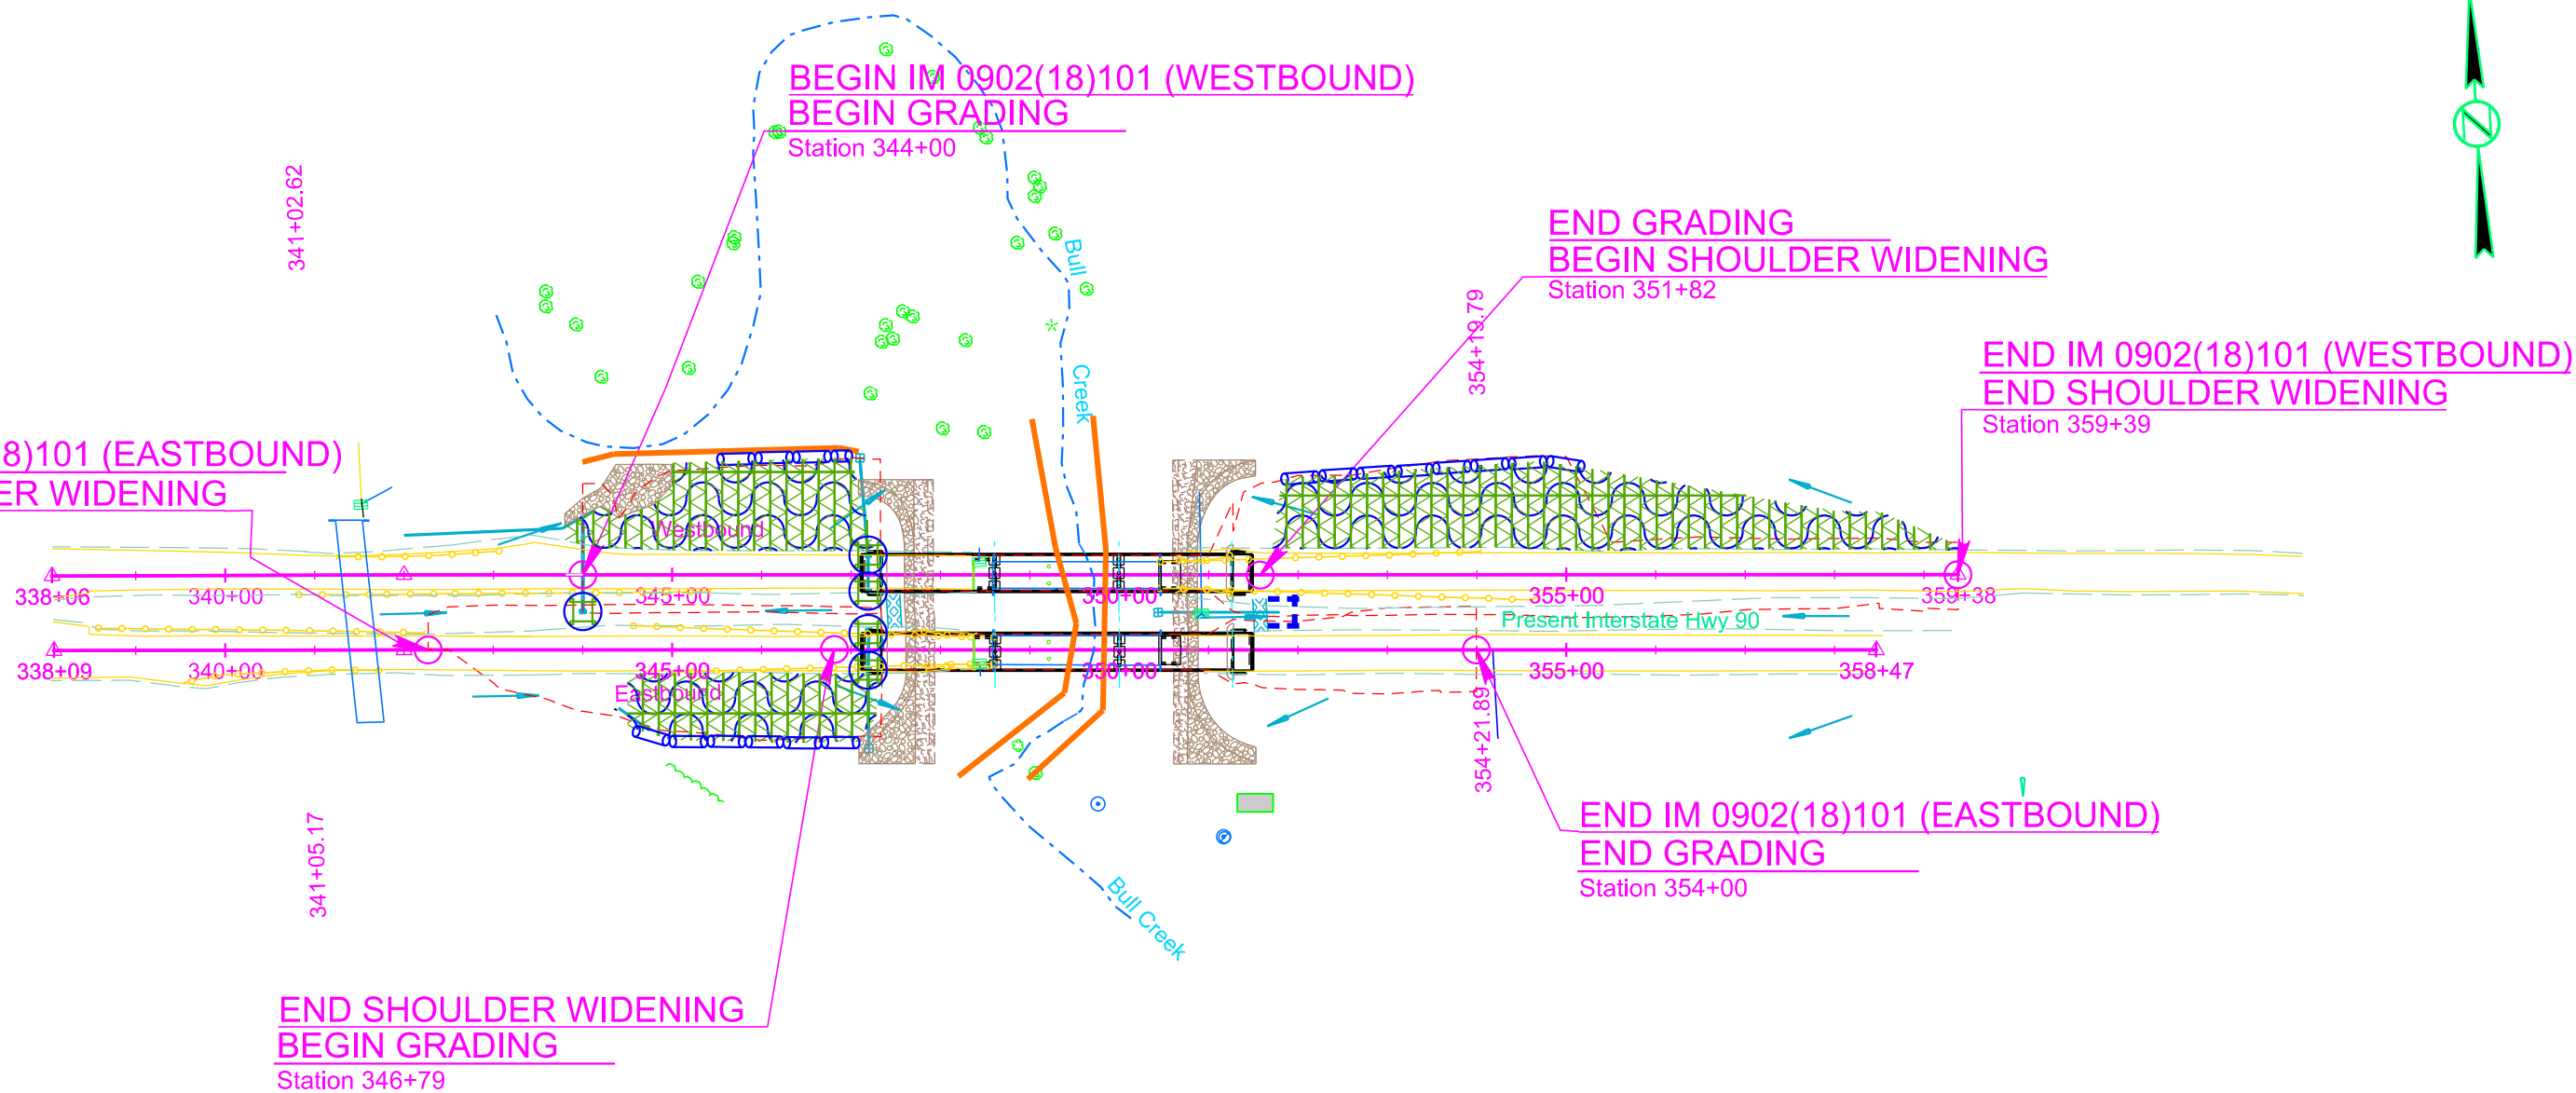 BEGIN IM 0902(18)101 (WESTBOUND)
BEGIN GRADING
Station 344+00
341+02.62
Bull
Creek
END GRADING
BEGIN SHOULDER WIDENING
Station 351+82
354+19.79
END IM 0902(18)101 (WESTBOUND)
END SHOULDER WIDENING
Station 359+39
8)101 (EASTBOUND)
ER WIDENING
Westbound
338+06
340+00
345+00
350+00
355+00
359+38
Present Interstate Hwy 90
338+09
340+00
345+00
350+00
355+00
358+47
Eastbound
354+21.89
341+05.17
END IM 0902(18)101 (EASTBOUND)
END GRADING
Station 354+00
Bull Creek
END SHOULDER WIDENING
BEGIN GRADING
Station 346+79
N